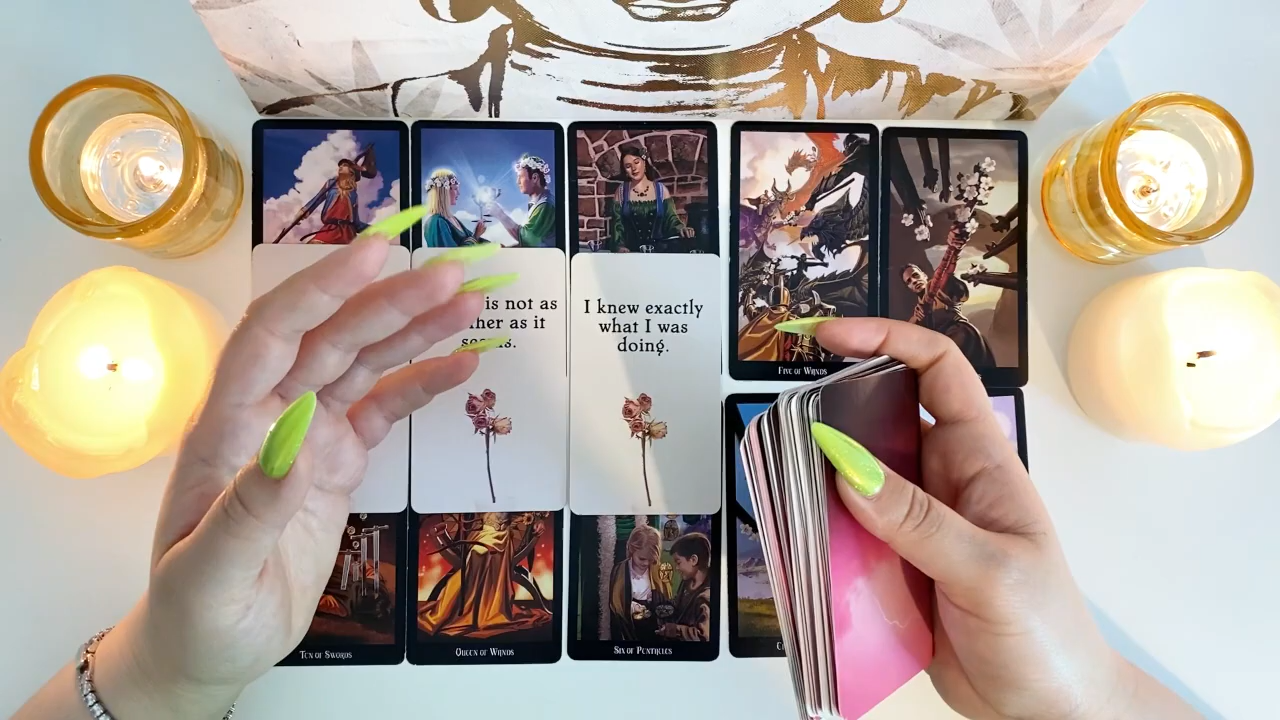 is not as
as it
I knew exactly
what I was
doing.
Five of Wands
Ten of Swords
Queen of Wands
Six of Pentacles